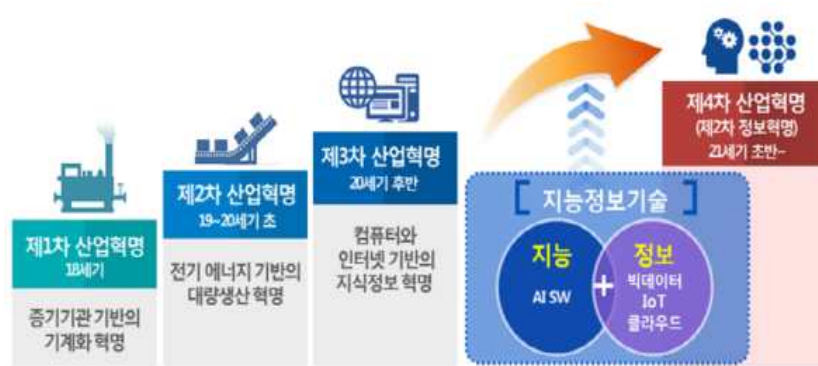 제1차 산업혁명
18세기
증기기관 기반의
기계화 혁명
제2차 산업혁명
19~20세기 초
전기 에너지 기반의
대량생산 혁명
제3차 산업혁명
20세기 후반
컴퓨터와
인터넷 기반의
지식정보 혁명
[ 지능정보기술 ]
지능
AI SW
+
정보
빅데이터
IoT
클라우드
제4차 산업혁명
(제2차 정보혁명)
21세기 초반~